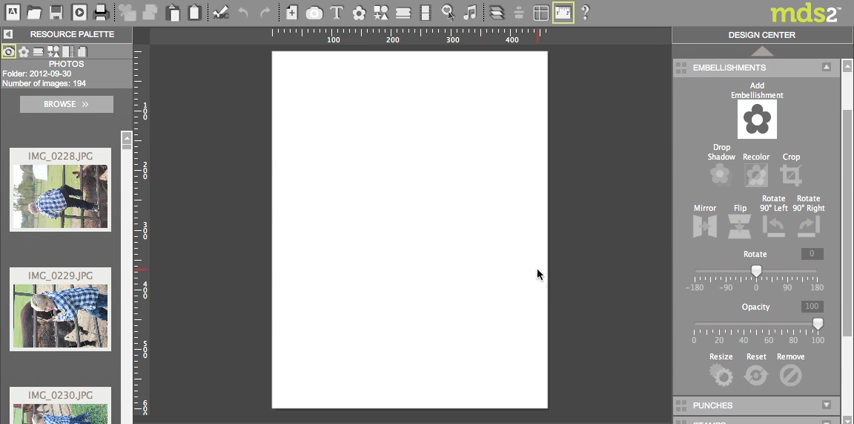 T
?
mds2™
RESOURCE PALETTE
DESIGN CENTER
PHOTOS
Folder: 2012-09-30
Number of images: 194
BROWSE >>
IMG_0228.JPG
IMG_0229.JPG
IMG_0230.JPG
100 200 300 400
100
200
300
400
500
60
EMBELLISHMENTS
Add
Embellishment
Drop
Shadow Recolor Crop
Mirror Flip Rotate
90° Left Rotate
90° Right
Rotate 0
-180 -90 0 90 180
Opacity 100
0 20 40 60 80 100
Resize Reset Remove
PUNCHES